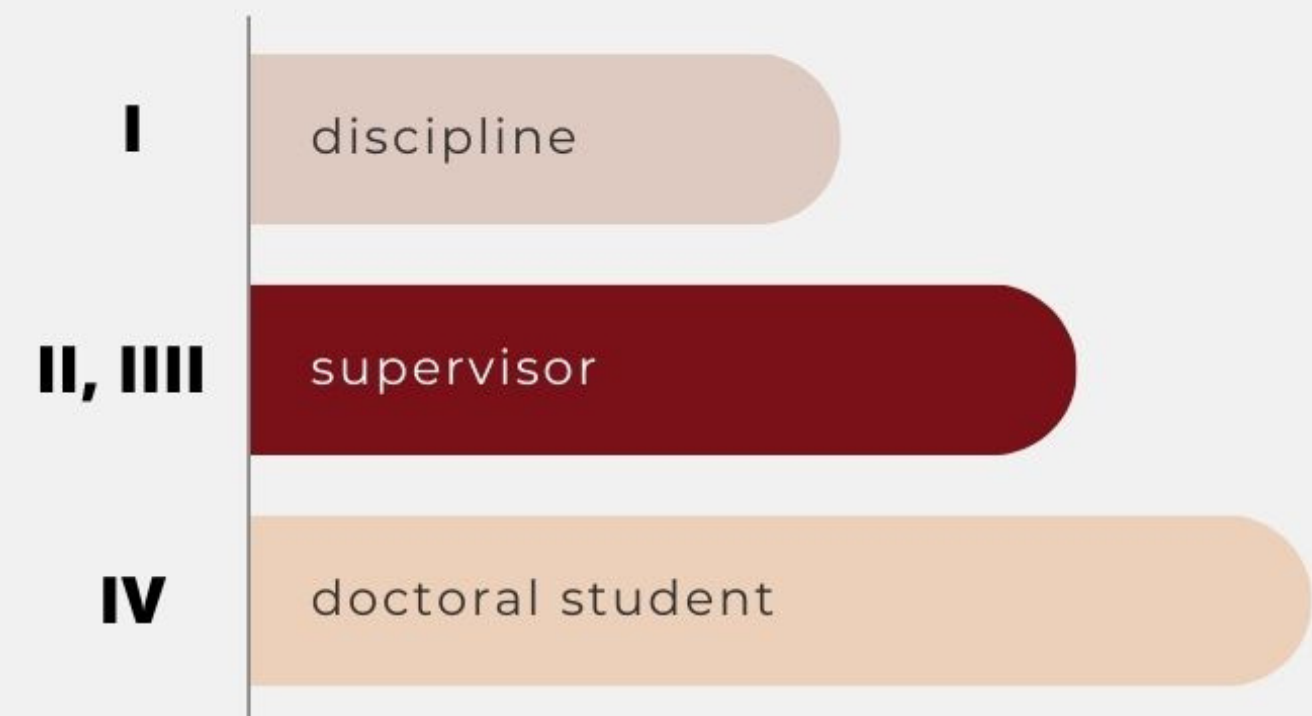 I
discipline
II, IIII
supervisor
IV
doctoral student